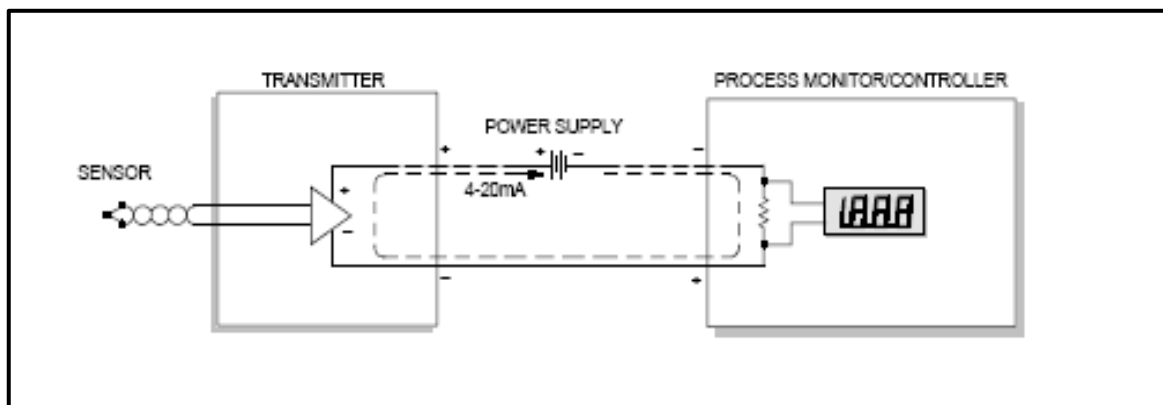 TRANSMITTER
PROCESS MONITOR/CONTROLLER
POWER SUPPLY
SENSOR
+
+
−
−
4-20mA
+
−
−
+